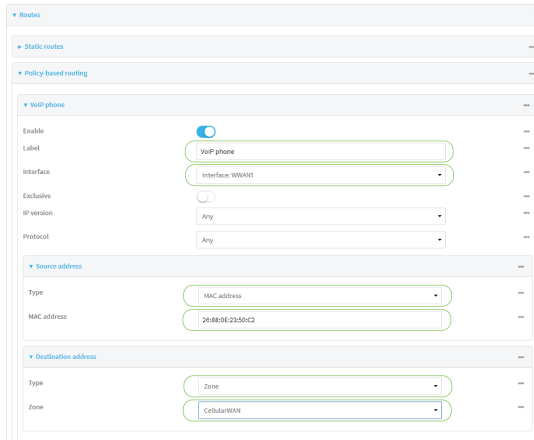 Routes
Static routes
Policy-based routing
VoIP phone
Enable
Label
VoIP phone
Interface
Interface: WWAN1
Exclusive
IP version
Any
Protocol
Any
Source address
Type
MAC address
MAC address
26:88:0E:23:50:C2
Destination address
Type
Zone
Zone
CellularWAN